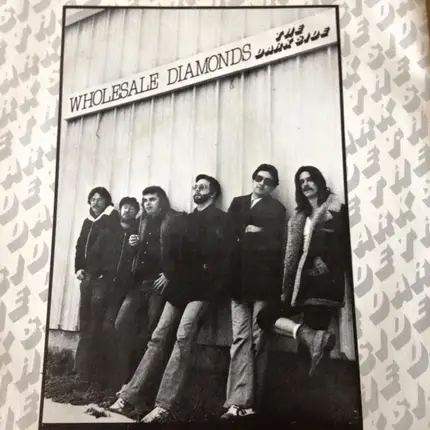 WHOLESALE DIAMONDS
THE
DARK SIDE